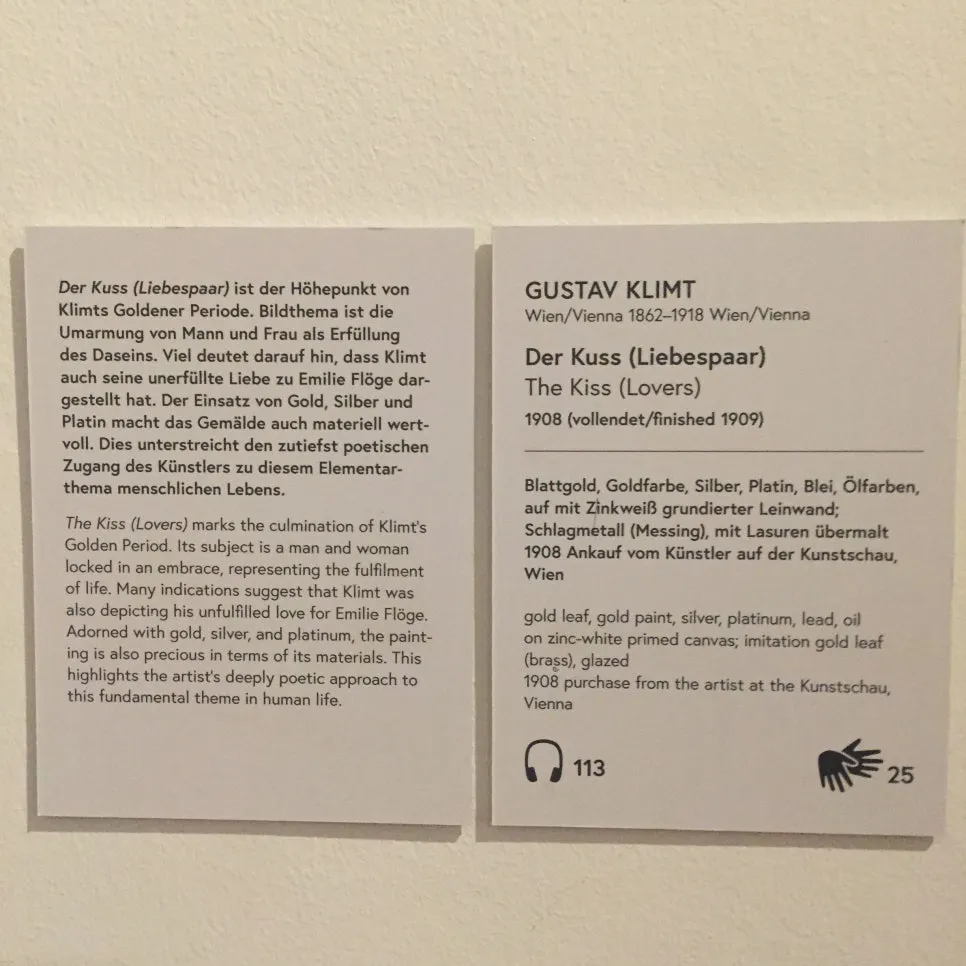 Der Kuss (Liebespaar) ist der Höhepunkt von
Klimts Goldener Periode. Bildthema ist die
Umarmung von Mann und Frau als Erfüllung
des Daseins. Viel deutet darauf hin, dass Klimt
auch seine unerfüllte Liebe zu Emilie Flöge dar-
gestellt hat. Der Einsatz von Gold, Silber und
Platin macht das Gemälde auch materiell wert-
voll. Dies unterstreicht den zutiefst poetischen
Zugang des Künstlers zu diesem Elementar-
thema menschlichen Lebens.
The Kiss (Lovers) marks the culmination of Klimt's
Golden Period. Its subject is a man and woman
locked in an embrace, representing the fulfilment
of life. Many indications suggest that Klimt was
also depicting his unfulfilled love for Emilie Flöge.
Adorned with gold, silver, and platinum, the paint-
ing is also precious in terms of its materials. This
highlights the artist's deeply poetic approach to
this fundamental theme in human life.
GUSTAV KLIMT
Wien/Vienna 1862–1918 Wien/Vienna
Der Kuss (Liebespaar)
The Kiss (Lovers)
1908 (vollendet/finished 1909)
Blattgold, Goldfarbe, Silber, Platin, Blei, Ölfarben,
auf mit Zinkweiß grundierter Leinwand;
Schlagmetall (Messing), mit Lasuren übermalt
1908 Ankauf vom Künstler auf der Kunstschau,
Wien
gold leaf, gold paint, silver, platinum, lead, oil
on zinc-white primed canvas; imitation gold leaf
(brass), glazed
1908 purchase from the artist at the Kunstschau,
Vienna
113
25